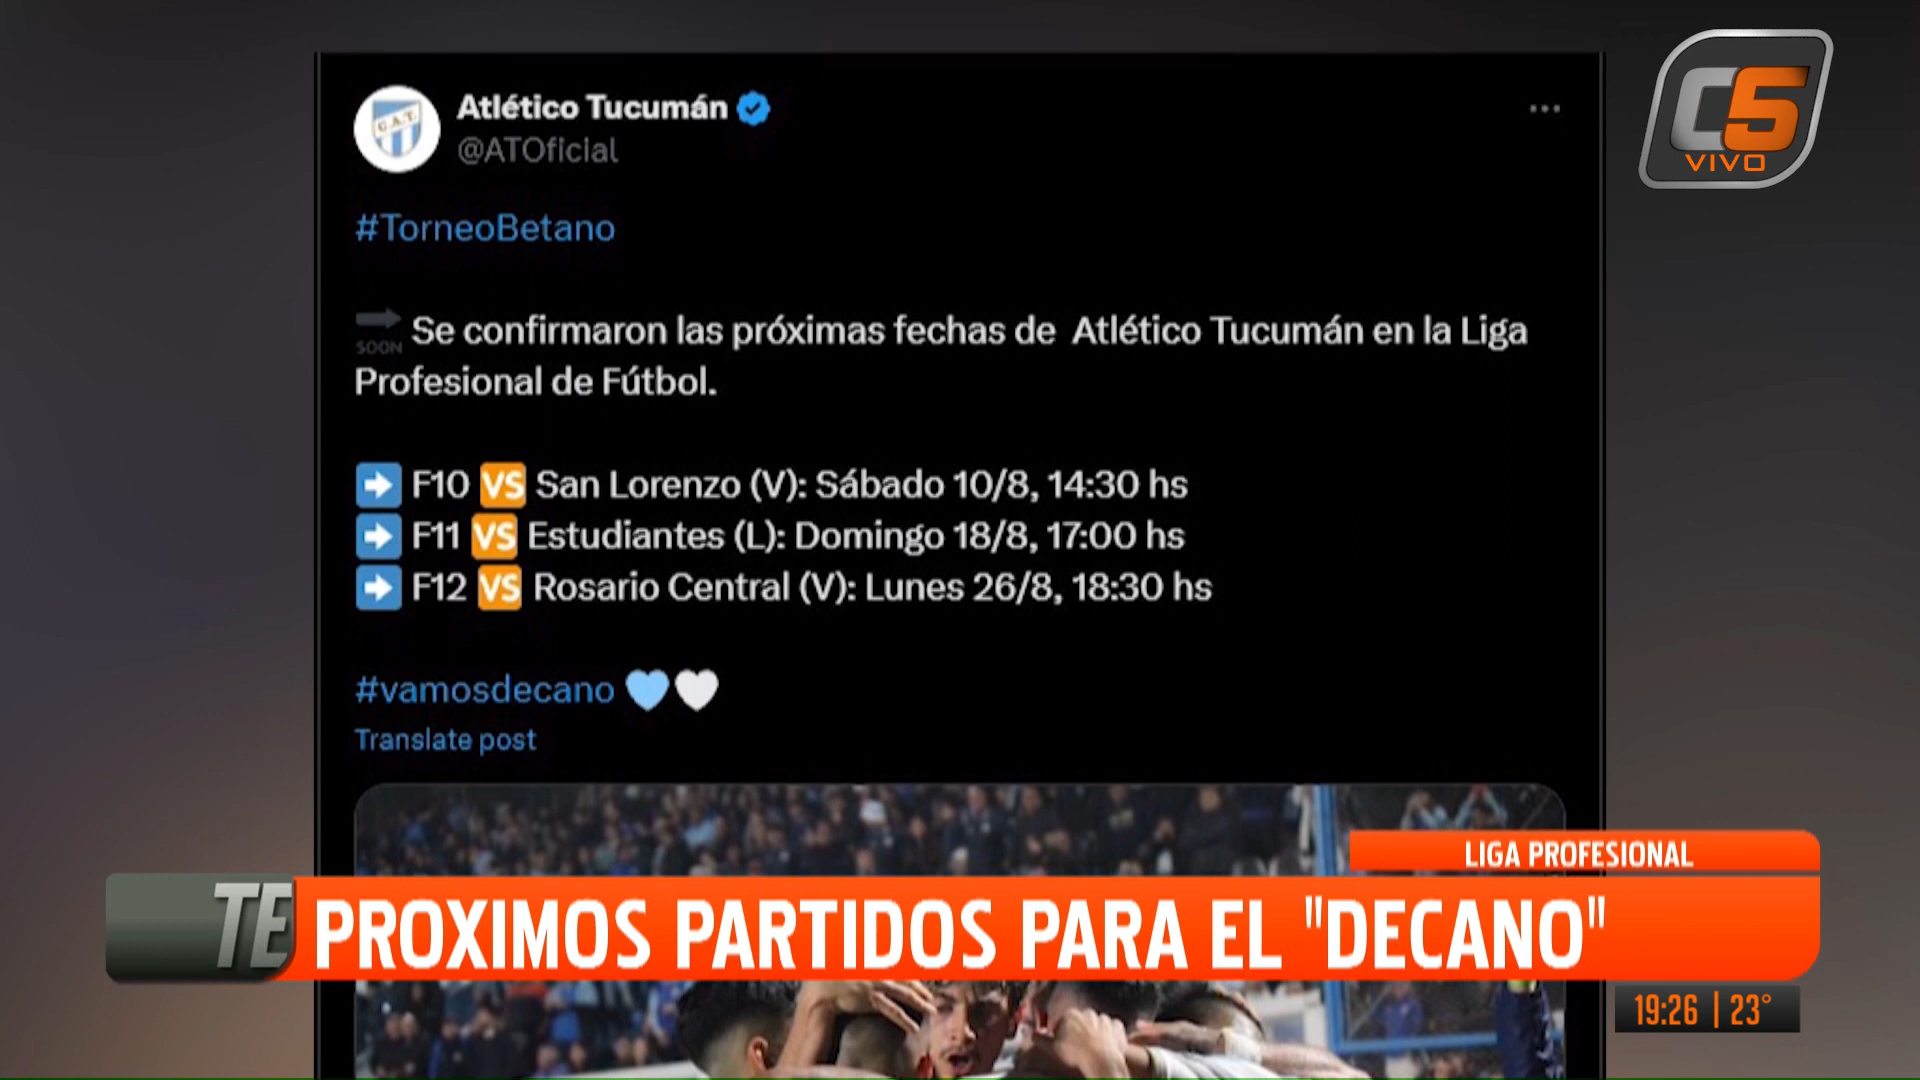 C5
VIVO
C.A.T.
Atlético Tucumán
@ATOficial
#TorneoBetano
SOON Se confirmaron las próximas fechas de Atlético Tucumán en la Liga
Profesional de Fútbol.
F10 VS San Lorenzo (V): Sábado 10/8, 14:30 hs
F11 VS Estudiantes (L): Domingo 18/8, 17:00 hs
F12 VS Rosario Central (V): Lunes 26/8, 18:30 hs
#vamosdecano
Translate post
LIGA PROFESIONAL
TE
PROXIMOS PARTIDOS PARA EL "DECANO"
19:26 | 23°